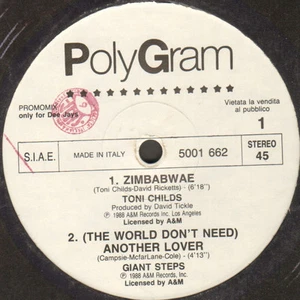 PolyGram
PROMOMIX
only for Dee Jays
Vietata la vendita
al pubblico
1
S.I.A.E.
MADE IN ITALY
5001 662
STEREO
45
1. ZIMBABWAE
(Toni Childs-David Ricketts) - (6'18")
TONI CHILDS
Produced by David Tickle
℗ 1988 A&M Records Inc. Los Angeles
Licensed by A&M
2. (THE WORLD DON'T NEED)
ANOTHER LOVER
(Campsie-McfarLane-Cole) - (4'13")
GIANT STEPS
℗ 1988 A&M Records Inc.
Licensed by A&M